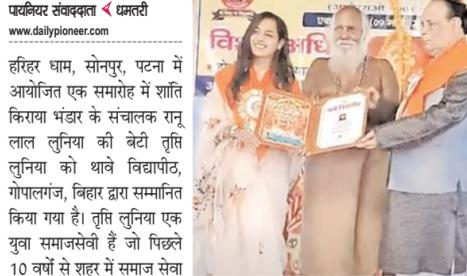 पायनियर संवाददाता धमतरी
www.dailypioneer.com
हरिहर धाम, सोनपुर, पटना में
आयोजित एक समारोह में शांति
किराया भंडार के संचालक रानू
लाल लुनिया की बेटी तृप्ति
लुनिया को थावे विद्यापीठ,
गोपालगंज, बिहार द्वारा सम्मानित
किया गया है। तृप्ति लुनिया एक
युवा समाजसेवी हैं जो पिछले
10 वर्षों से शहर में समाज सेवा